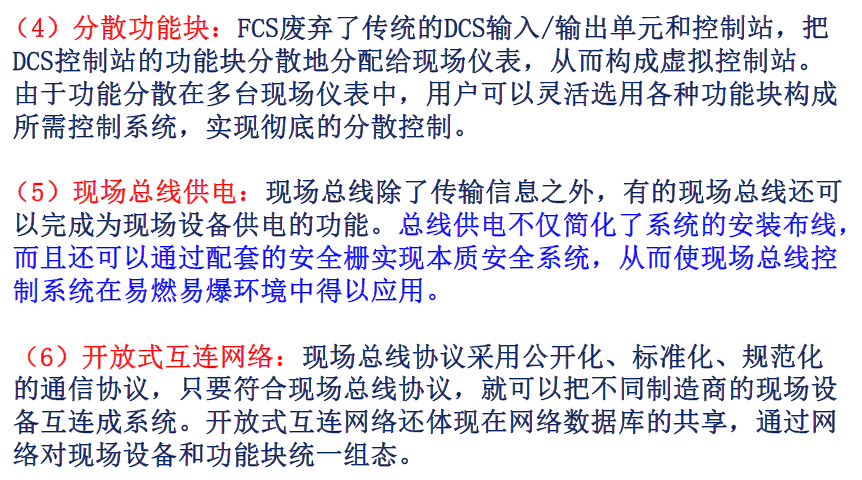 （4）分散功能块：FCS废弃了传统的DCS输入/输出单元和控制站，把
DCS控制站的功能块分散地分配给现场仪表，从而构成虚拟控制站。
由于功能分散在多台现场仪表中，用户可以灵活选用各种功能块构成
所需控制系统，实现彻底的分散控制。
（5）现场总线供电：现场总线除了传输信息之外，有的现场总线还可
以完成为现场设备供电的功能。总线供电不仅简化了系统的安装布线，
而且还可以通过配套的安全栅实现本质安全系统，从而使现场总线控
制系统在易燃易爆环境中得以应用。
（6）开放式互连网络：现场总线协议采用公开化、标准化、规范化
的通信协议，只要符合现场总线协议，就可以把不同制造商的现场设
备互连成系统。开放式互连网络还体现在网络数据库的共享，通过网
络对现场设备和功能块统一组态。